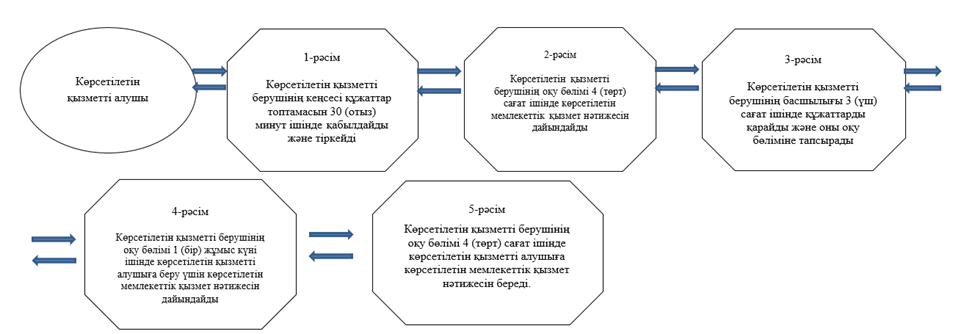 Көрсетілетін
қызметті алушы
1-рәсім
Көрсетілетін қызметті
берушінің кеңсесі құжаттар
топтамасын 30 (отыз)
минут ішінде қабылдайды
және тіркейді
2-рәсім
Көрсетілетін қызметті
берушінің оқу бөлімі 4 (төрт)
сағат ішінде көрсетілетін
мемлекеттік қызмет нәтижесін
дайындайды
3-рәсім
Көрсетілетін қызметті
берушінің басшылығы 3 (үш)
сағат ішінде құжаттарды
қарайды және оны оқу
бөліміне тапсырады
4-рәсім
Көрсетілетін қызметті берушінің
оқу бөлімі 1 (бір) жұмыс күні
ішінде көрсетілетін қызметті
алушыға беру үшін көрсетілетін
мемлекеттік қызмет нәтижесін
дайындайды
5-рәсім
Көрсетілетін қызметті берушінің
оқу бөлімі 4 (төрт) сағат ішінде
көрсетілетін қызметті алушыға
көрсетілетін мемлекеттік қызмет
нәтижесін береді.